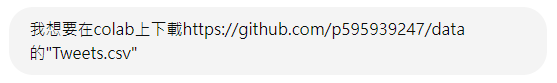 我想要在colab上下載https://github.com/p595939247/data
的"Tweets.csv"